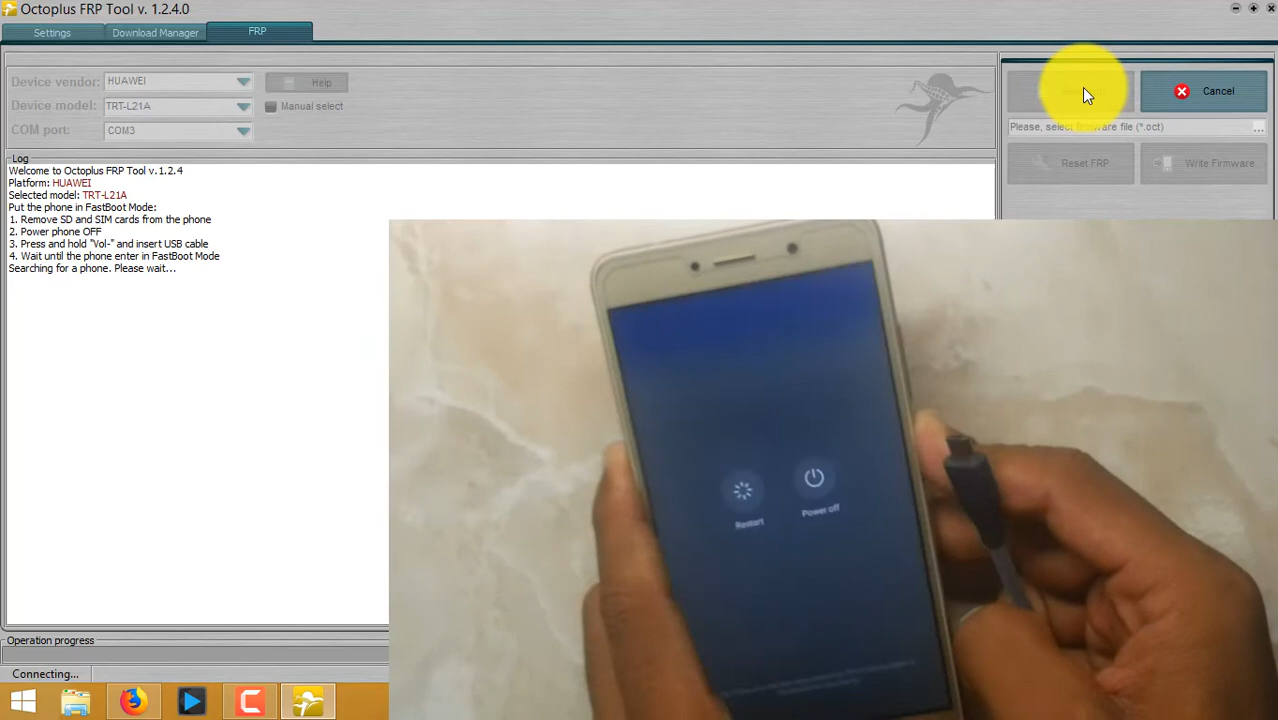 Octoplus FRP Tool v. 1.2.4.0
Settings
Download Manager
FRP
Device vendor:
HUAWEI
Help
Device model:
TRT-L21A
Manual select
COM port:
COM3
Cancel
Please, select firmware file (*.oct)
...
Reset FRP
Write Firmware
Log
Welcome to Octoplus FRP Tool v.1.2.4
Platform: HUAWEI
Selected model: TRT-L21A
Put the phone in FastBoot Mode:
1. Remove SD and SIM cards from the phone
2. Power phone OFF
3. Press and hold "Vol-" and insert USB cable
4. Wait until the phone enter in FastBoot Mode
Searching for a phone. Please wait...
Restart
Power off
Operation progress
Connecting...